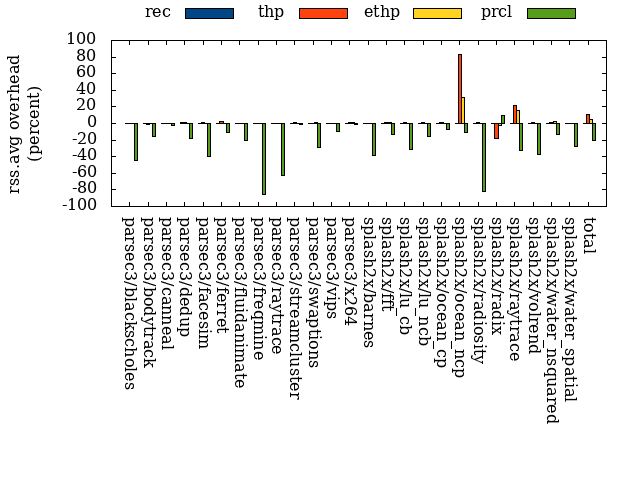 rec thp ethp prcl
rss.avg overhead
(percent)
100
80
60
40
20
0
-20
-40
-60
-80
-100
parsec3/blackscholes
parsec3/bodytrack
parsec3/canneal
parsec3/dedup
parsec3/facesim
parsec3/ferret
parsec3/fluidanimate
parsec3/freqmine
parsec3/raytrace
parsec3/streamcluster
parsec3/swaptions
parsec3/vips
parsec3/x264
splash2x/barnes
splash2x/fft
splash2x/lu_cb
splash2x/lu_ncb
splash2x/ocean_cp
splash2x/ocean_ncp
splash2x/radiosity
splash2x/radix
splash2x/raytrace
splash2x/volrend
splash2x/water_nsquared
splash2x/water_spatial
total